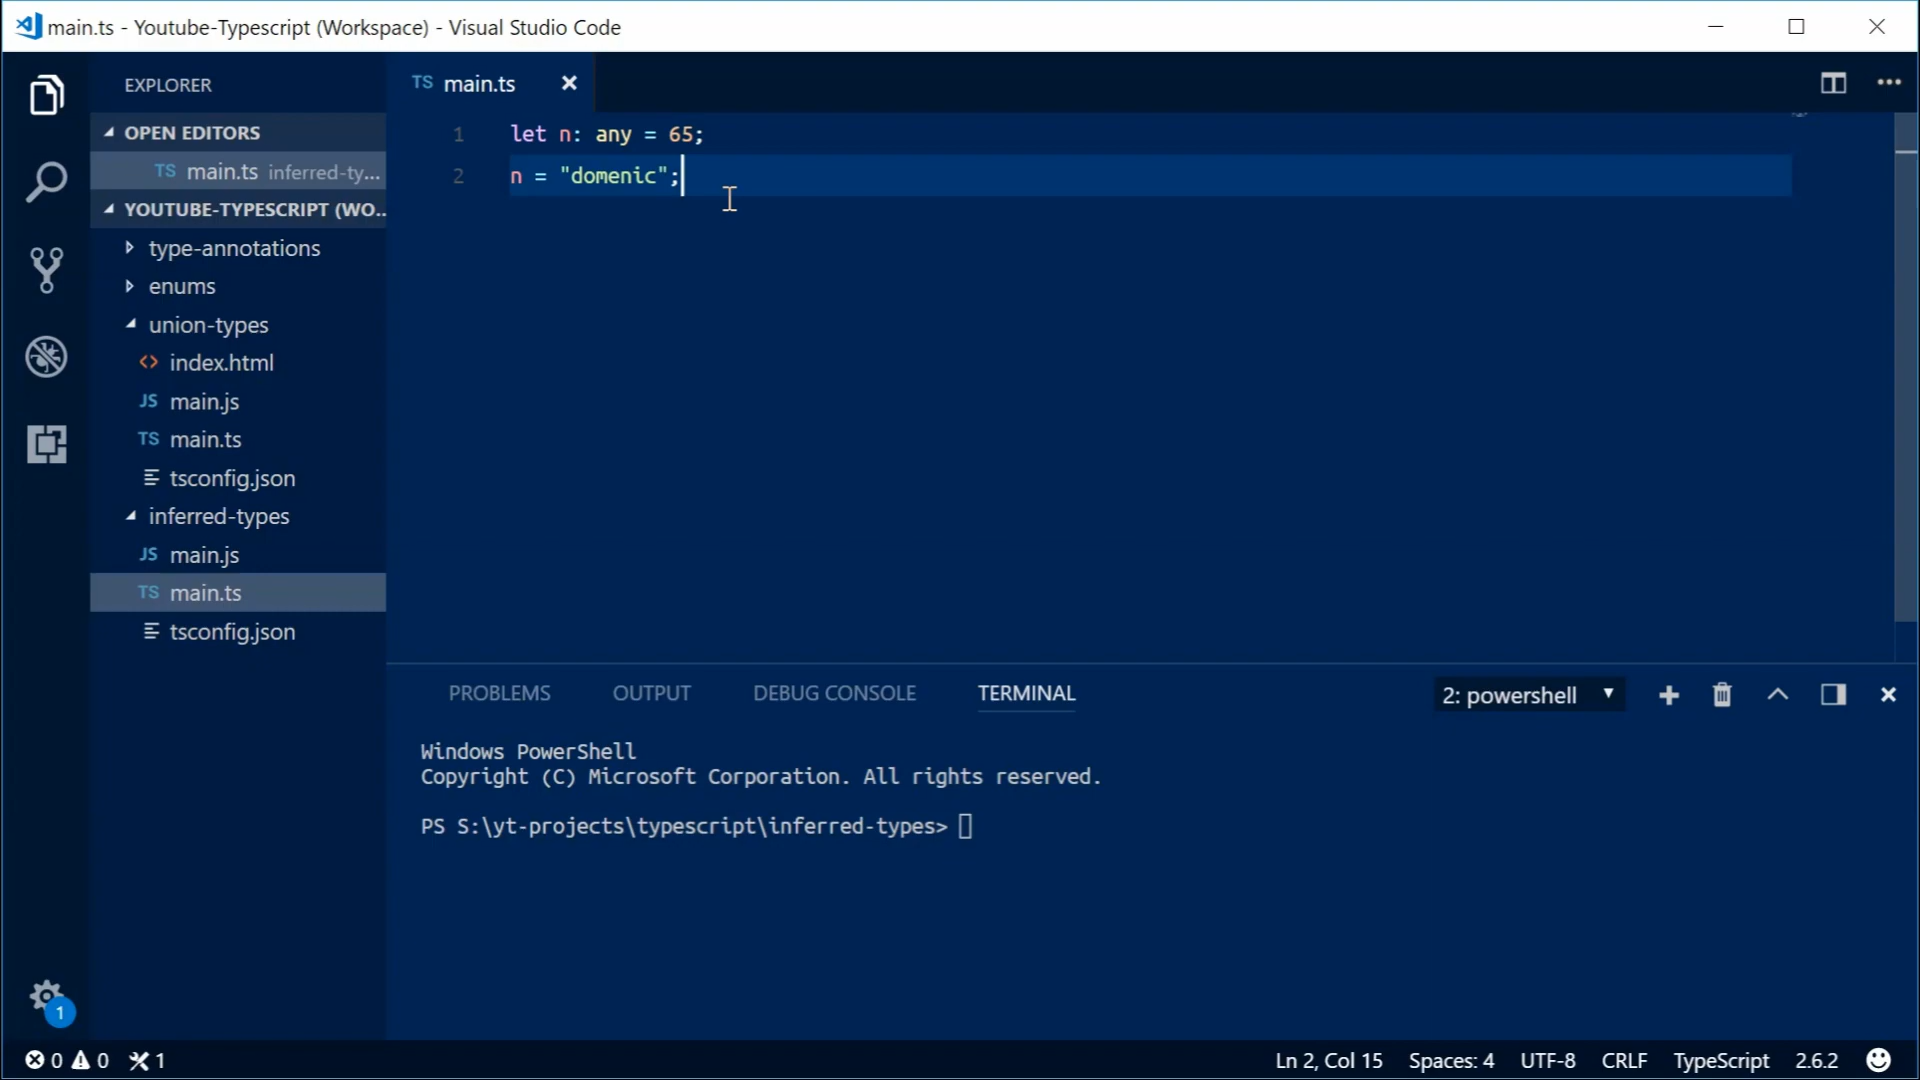 main.ts - Youtube-Typescript (Workspace) - Visual Studio Code
EXPLORER
OPEN EDITORS
TS main.ts inferred-ty...
YOUTUBE-TYPESCRIPT (WO...
type-annotations
enums
union-types
<> index.html
JS main.js
TS main.ts
tsconfig.json
inferred-types
JS main.js
TS main.ts
tsconfig.json
1
TS main.ts
1 let n: any = 65;
2 n = "domenic";
PROBLEMS OUTPUT DEBUG CONSOLE TERMINAL 2: powershell
Windows PowerShell
Copyright (C) Microsoft Corporation. All rights reserved.
PS S:\yt-projects\typescript\inferred-types>
0 0 1 Ln 2, Col 15 Spaces: 4 UTF-8 CRLF TypeScript 2.6.2